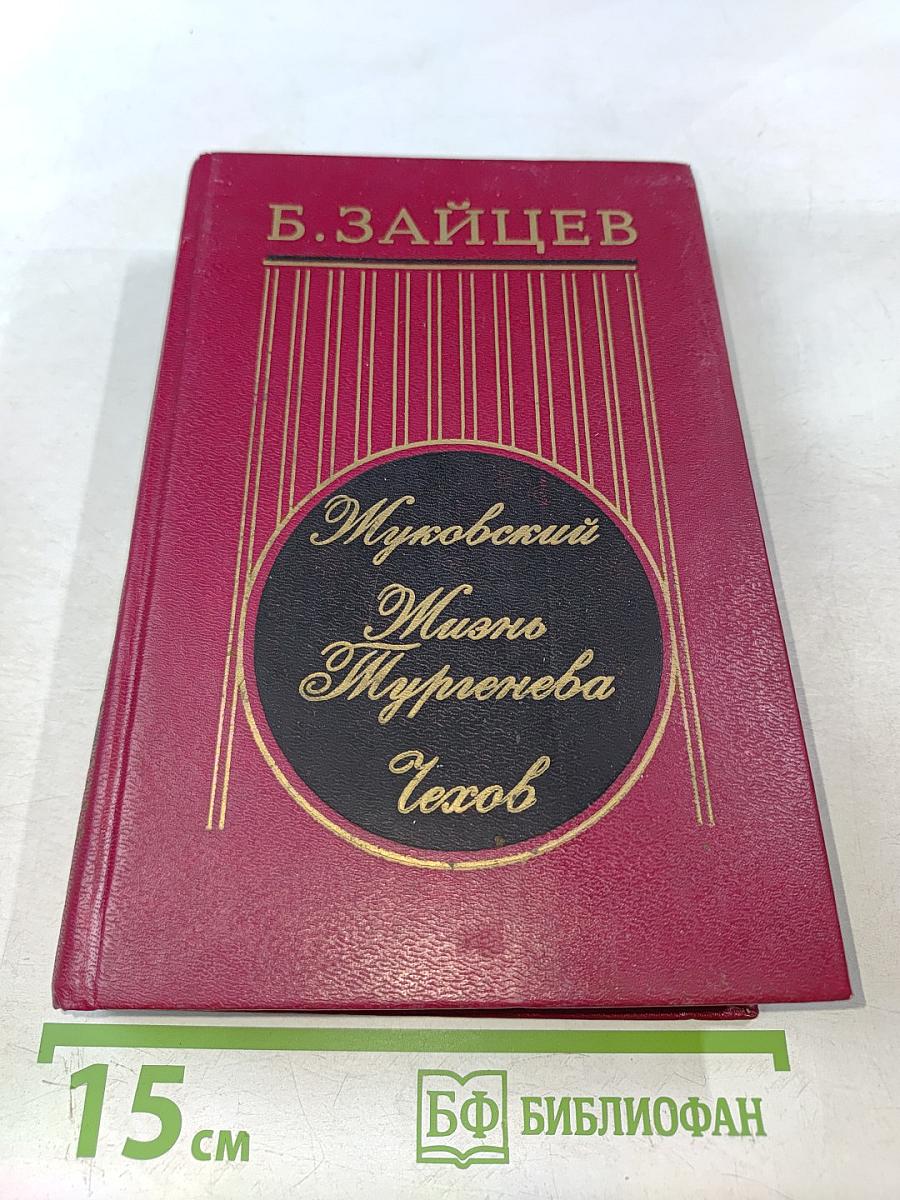 Б. ЗАЙЦЕВ
Жуковский
Жизнь
Тургенева
Чехов
15 см
БФ БИБЛИОФАН